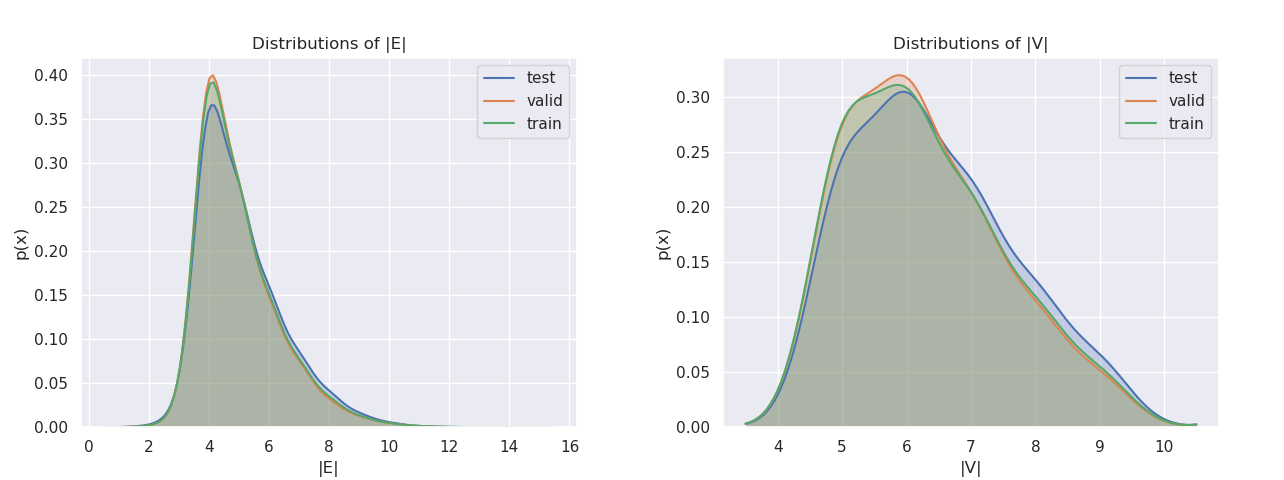 Distributions of |E|
0.40
0.35
0.30
0.25
0.20
0.15
0.10
0.05
0.00
p(x)
0 2 4 6 8 10 12 14 16
|E|
test
valid
train
Distributions of |V|
0.30
0.25
0.20
0.15
0.10
0.05
0.00
p(x)
4 5 6 7 8 9 10
|V|
test
valid
train